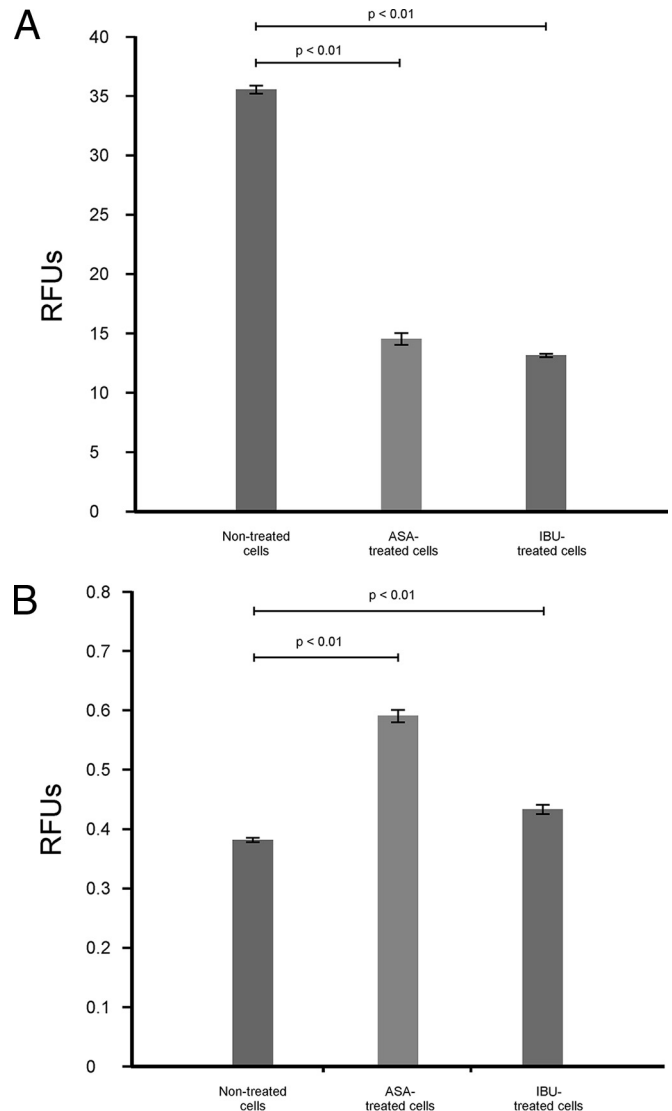 A
p < 0.01
p < 0.01
40
35
30
25
20
15
10
5
0
RFUs
Non-treated
cells
ASA-
treated cells
IBU-
treated cells
B
p < 0.01
p < 0.01
0.8
0.7
0.6
0.5
0.4
0.3
0.2
0.1
0
RFUs
Non-treated
cells
ASA-
treated cells
IBU-
treated cells